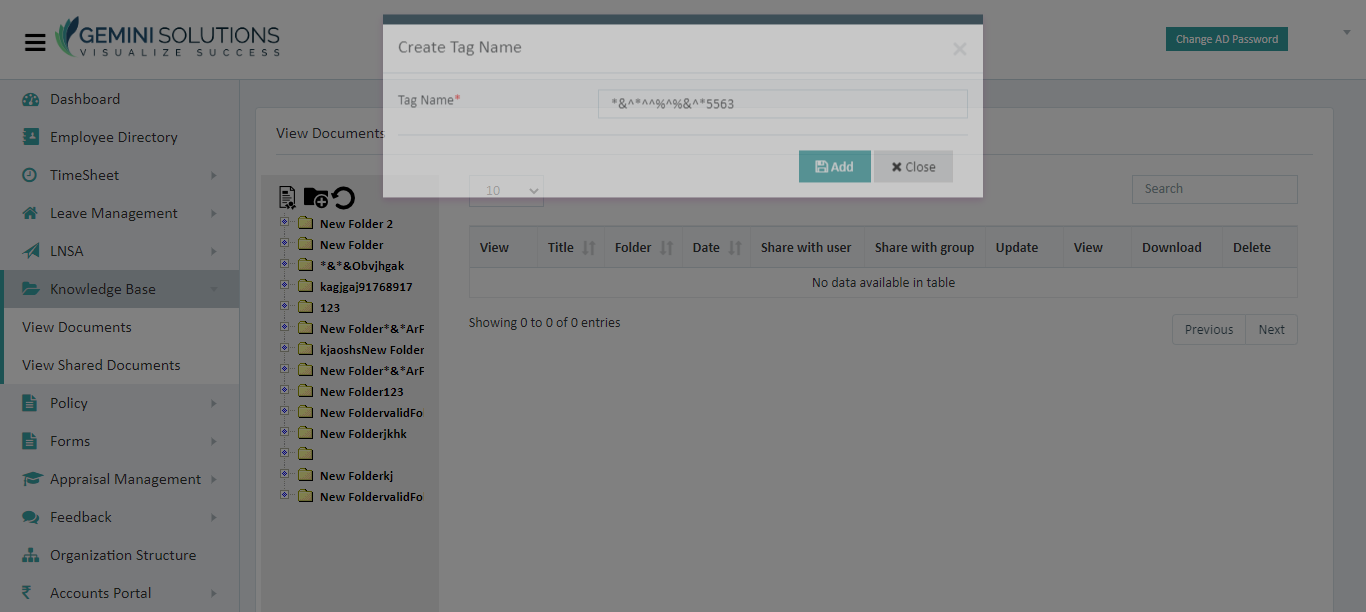 GEMINI SOLUTIONS
VISUALIZE SUCCESS
Create Tag Name
×
Change AD Password
Tag Name*
*&^*^^%^%&^*5563
Add
Close
Dashboard
Employee Directory
TimeSheet
Leave Management
LNSA
Knowledge Base
View Documents
View Shared Documents
Policy
Forms
Appraisal Management
Feedback
Organization Structure
Accounts Portal
View Documents
New Folder 2
New Folder
*&*&Obvjhgak
kagjgaj91768917
123
New Folder*&*ArF
kjaoshsNew Folder
New Folder*&*ArF
New Folder123
New FoldervalidFo
New Folderjkhk
New Folderkj
New FoldervalidFo
10
Search
View Title Folder Date Share with user Share with group Update View Download Delete
No data available in table
Showing 0 to 0 of 0 entries
Previous Next